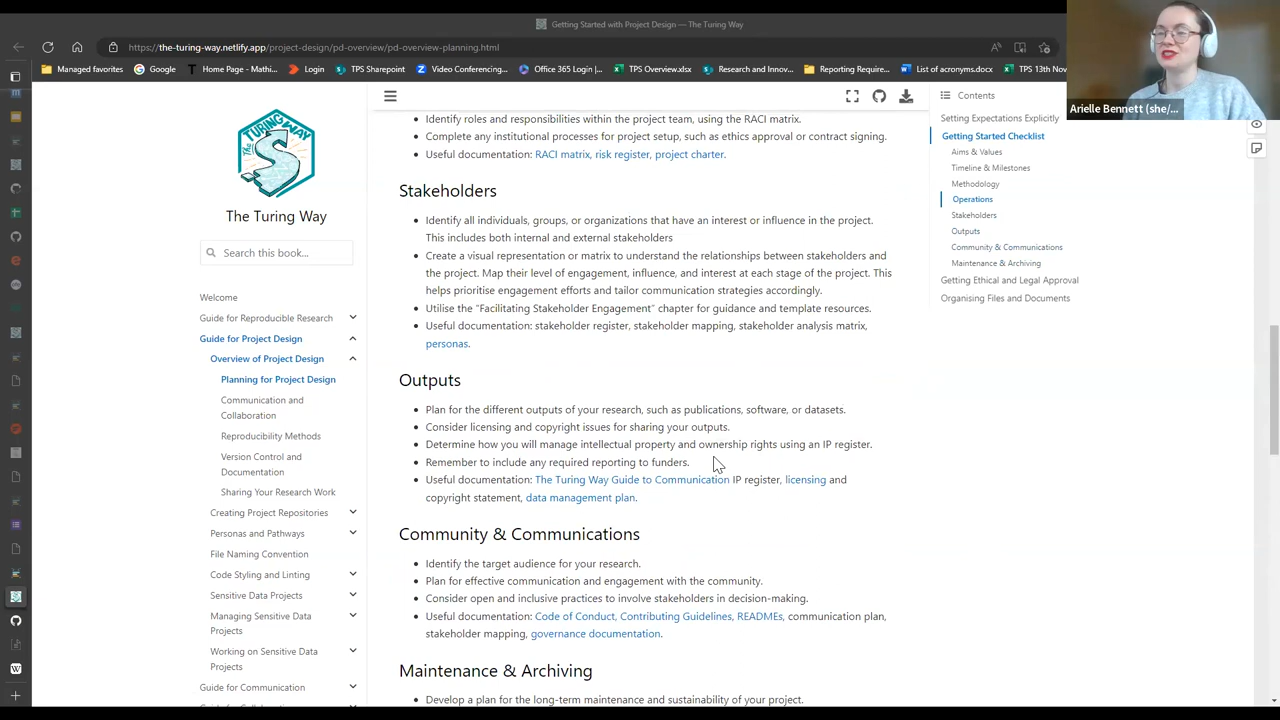 Getting Started with Project Design — The Turing Way
https://the-turing-way.netlify.app/project-design/pd-overview/pd-overview-planning.html
Managed favorites
Google
Home Page - Mathi...
Login
TPS Sharepoint
Video Conferencing...
Office 365 Login |...
TPS Overview.xlsx
Research and Innov...
Reporting Require...
List of acronyms.docx
TPS 13th Nov
Arielle Bennett (she/...
THE TURING WAY
The Turing Way
Search this book...
Welcome
Guide for Reproducible Research
Guide for Project Design
Overview of Project Design
Planning for Project Design
Communication and
Collaboration
Reproducibility Methods
Version Control and
Documentation
Sharing Your Research Work
Creating Project Repositories
Personas and Pathways
File Naming Convention
Code Styling and Linting
Sensitive Data Projects
Managing Sensitive Data
Projects
Working on Sensitive Data
Projects
Guide for Communication
Identify roles and responsibilities within the project team, using the RACI matrix.
Complete any institutional processes for project setup, such as ethics approval or contract signing.
Useful documentation: RACI matrix, risk register, project charter.
Stakeholders
Identify all individuals, groups, or organizations that have an interest or influence in the project.
This includes both internal and external stakeholders
Create a visual representation or matrix to understand the relationships between stakeholders and
the project. Map their level of engagement, influence, and interest at each stage of the project. This
helps prioritise engagement efforts and tailor communication strategies accordingly.
Utilise the “Facilitating Stakeholder Engagement” chapter for guidance and template resources.
Useful documentation: stakeholder register, stakeholder mapping, stakeholder analysis matrix,
personas.
Outputs
Plan for the different outputs of your research, such as publications, software, or datasets.
Consider licensing and copyright issues for sharing your outputs.
Determine how you will manage intellectual property and ownership rights using an IP register.
Remember to include any required reporting to funders.
Useful documentation: The Turing Way Guide to Communication IP register, licensing and
copyright statement, data management plan.
Community & Communications
Identify the target audience for your research.
Plan for effective communication and engagement with the community.
Consider open and inclusive practices to involve stakeholders in decision-making.
Useful documentation: Code of Conduct, Contributing Guidelines, READMEs, communication plan,
stakeholder mapping, governance documentation.
Maintenance & Archiving
Develop a plan for the long-term maintenance and sustainability of your project.
Contents
Setting Expectations Explicitly
Getting Started Checklist
Aims & Values
Timeline & Milestones
Methodology
Operations
Stakeholders
Outputs
Community & Communications
Maintenance & Archiving
Getting Ethical and Legal Approval
Organising Files and Documents